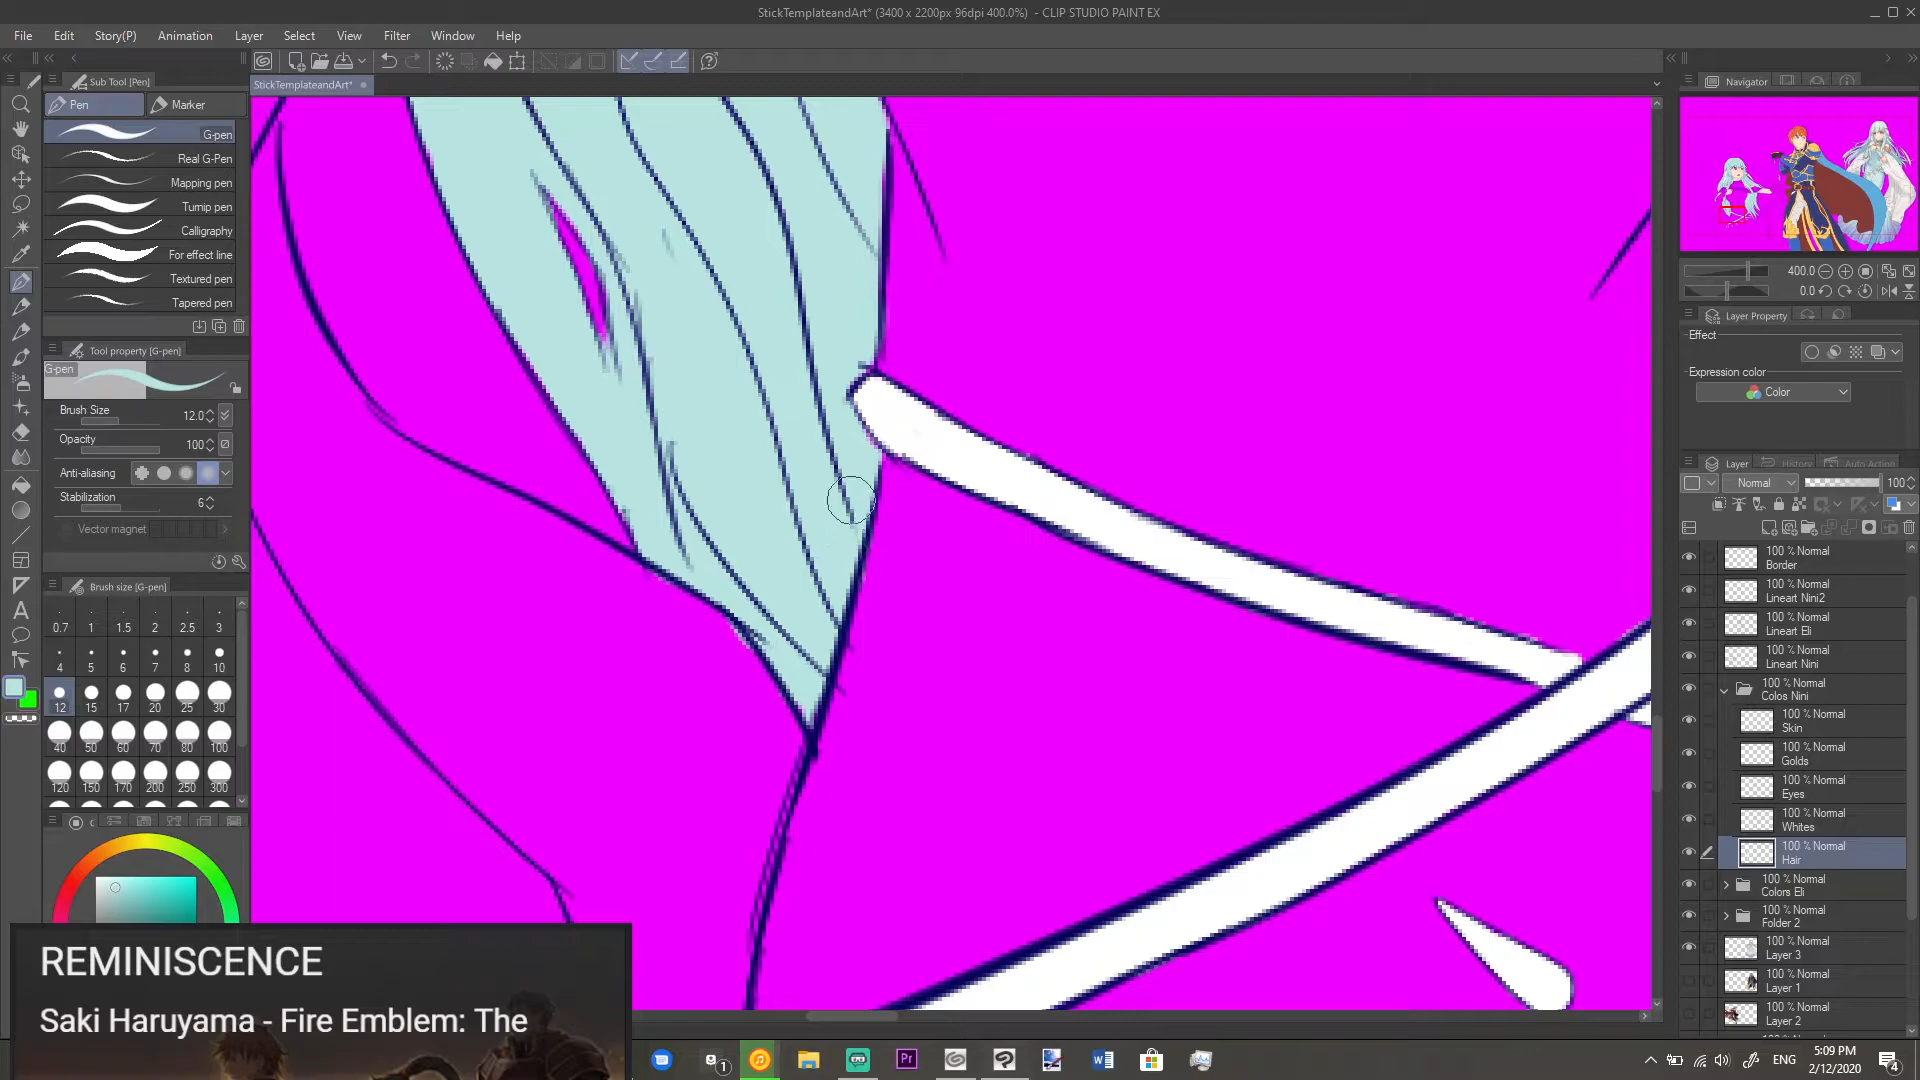 StickTemplateandArt* (3400 x 2200px 96dpi 400.0%) - CLIP STUDIO PAINT EX
File Edit Story(P) Animation Layer Select View Filter Window Help
Sub Tool [Pen]
StickTemplateandArt*
Navigator
Pen Marker
G-pen
Real G-Pen
Mapping pen
Turnip pen
Calligraphy
For effect line
Textured pen
Tapered pen
Tool property [G-pen]
G-pen
Brush Size 12.0
Opacity 100
Anti-aliasing
Stabilization 6
Vector magnet
Brush size [G-pen]
0.7 1 1.5 2 2.5 3
4 5 6 7 8 10
12 15 17 20 25 30
40 50 60 70 80 100
120 150 170 200 250 300
400.0
0.0
Layer Property
Effect
Expression color
Color
Layer History Auto Action
Normal 100
100 % Normal
Border
100 % Normal
Lineart Nini2
100 % Normal
Lineart Eli
100 % Normal
Lineart Nini
100 % Normal
Colos Nini
100 % Normal
Skin
100 % Normal
Golds
100 % Normal
Eyes
100 % Normal
Whites
100 % Normal
Hair
100 % Normal
Colors Eli
100 % Normal
Folder 2
100 % Normal
Layer 3
100 % Normal
Layer 1
100 % Normal
Layer 2
REMINISCENCE
Saki Haruyama - Fire Emblem: The
1
Pr
ENG
5:09 PM
2/12/2020
4